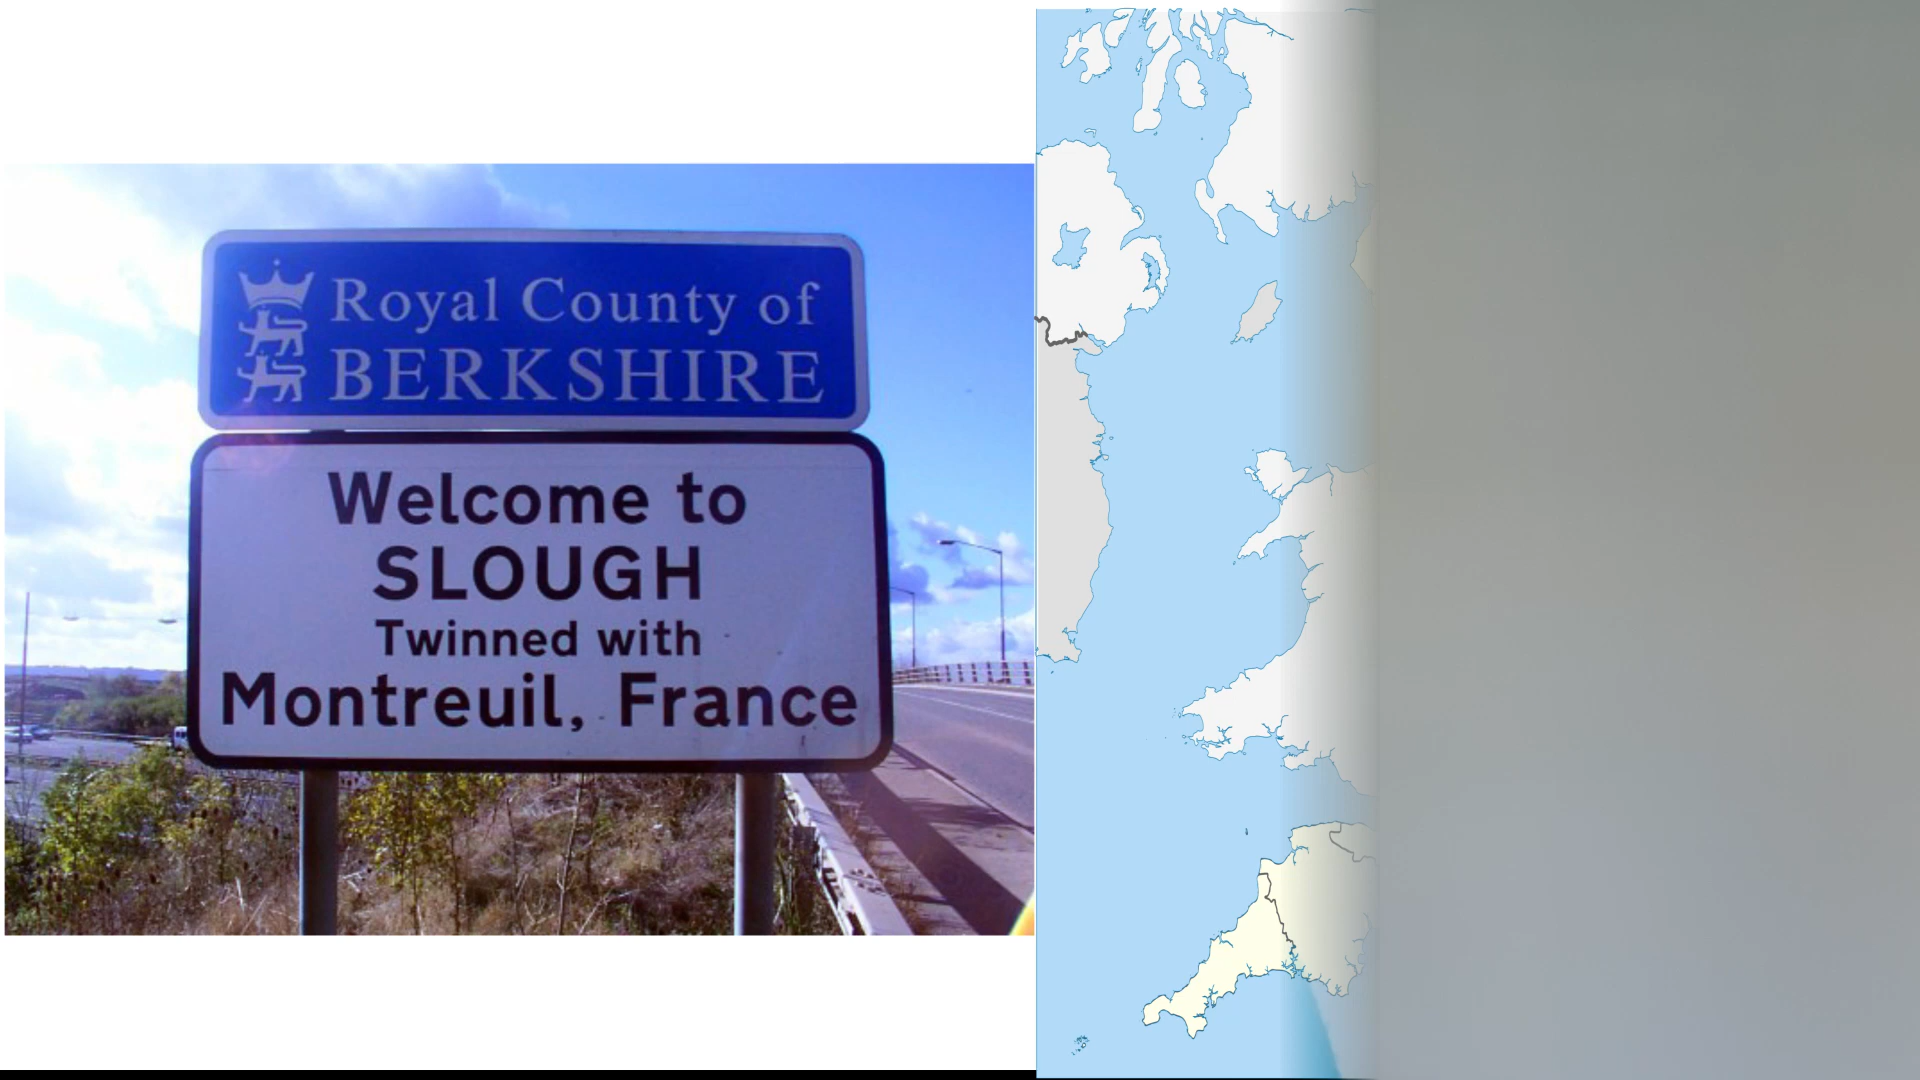 Royal County of
BERKSHIRE
Welcome to
SLOUGH
Twinned with
Montreuil, France